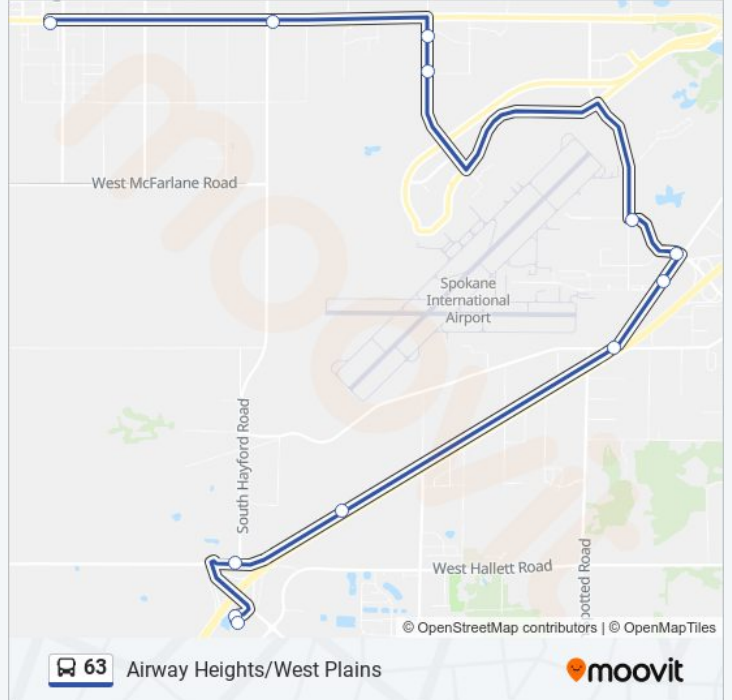 West McFarlane Road
Spokane
International
Airport
South Hayford Road
West Hallett Road
potted Road
© OpenStreetMap contributors | © OpenMapTiles
63 Airway Heights/West Plains
moovit